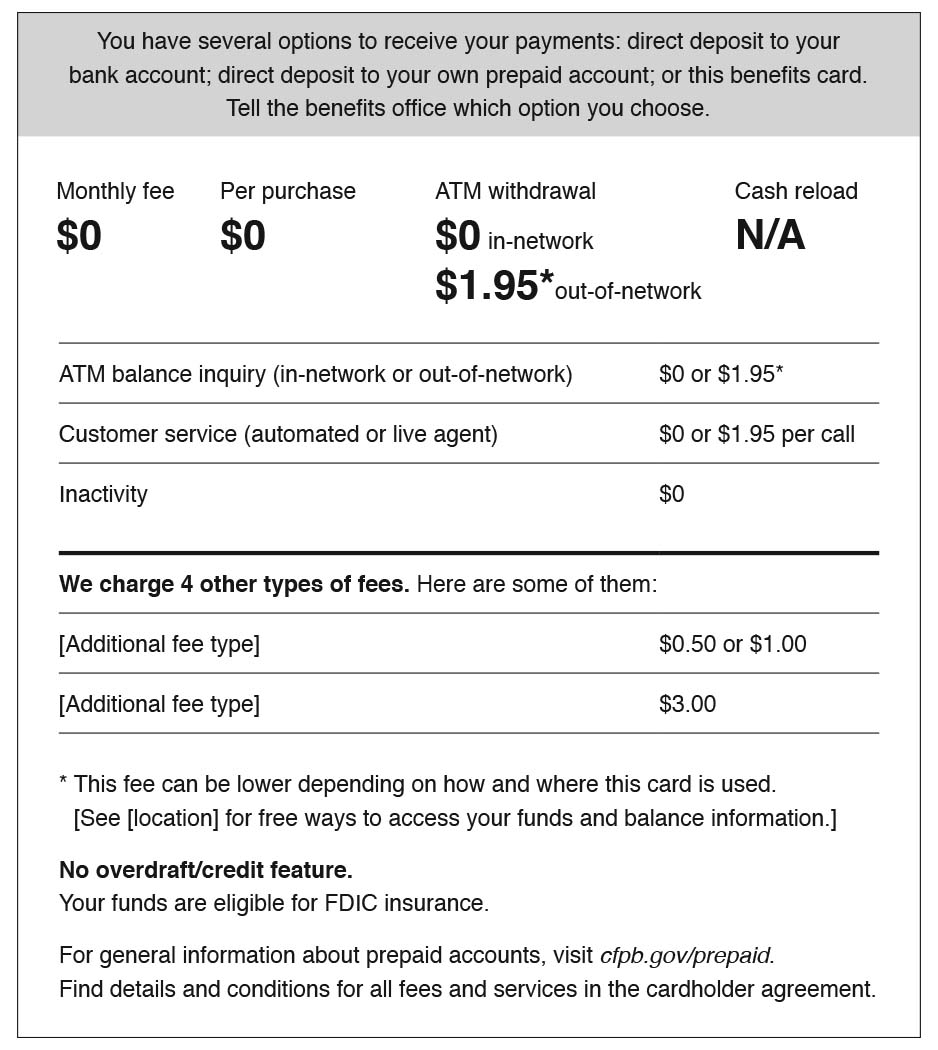 You have several options to receive your payments: direct deposit to your
bank account; direct deposit to your own prepaid account; or this benefits card.
Tell the benefits office which option you choose.
Monthly fee
$0
Per purchase
$0
ATM withdrawal
$0 in-network
$1.95* out-of-network
Cash reload
N/A
ATM balance inquiry (in-network or out-of-network) $0 or $1.95*
Customer service (automated or live agent) $0 or $1.95 per call
Inactivity $0
We charge 4 other types of fees. Here are some of them:
[Additional fee type] $0.50 or $1.00
[Additional fee type] $3.00
* This fee can be lower depending on how and where this card is used.
[See [location] for free ways to access your funds and balance information.]
No overdraft/credit feature.
Your funds are eligible for FDIC insurance.
For general information about prepaid accounts, visit cfpb.gov/prepaid.
Find details and conditions for all fees and services in the cardholder agreement.